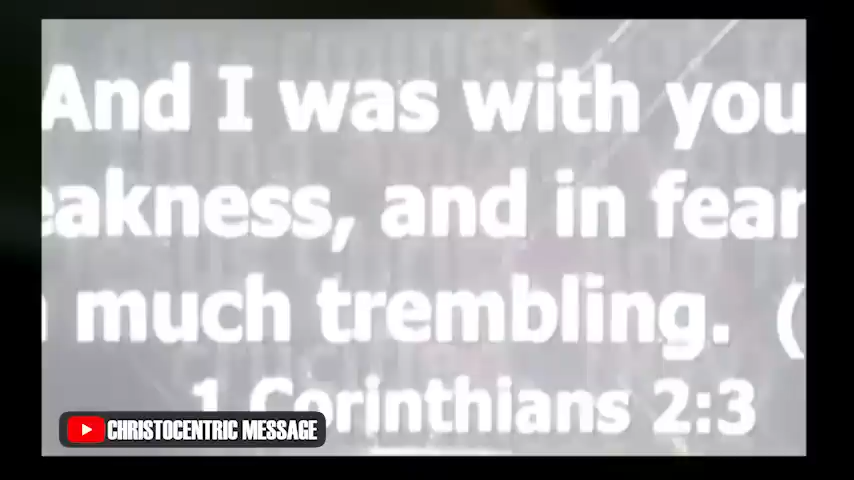 And I was with you
eakness, and in fear
much trembling. (
1 Corinthians 2:3
CHRISTOCENTRIC MESSAGE